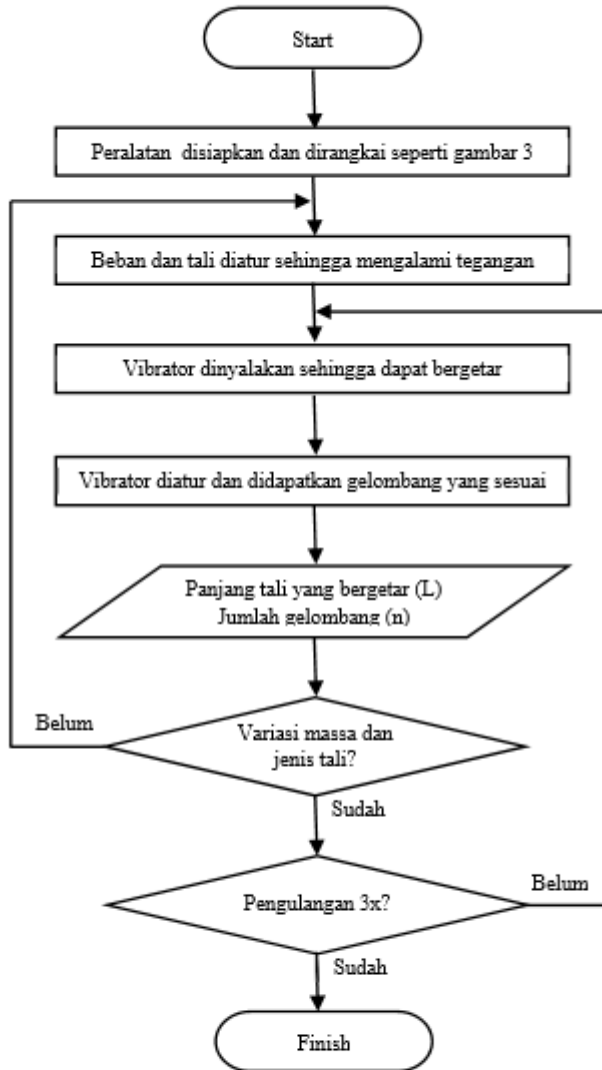 Start
Peralatan disiapkan dan dirangkai seperti gambar 3
Beban dan tali diatur sehingga mengalami tegangan
Vibrator dinyalakan sehingga dapat bergetar
Vibrator diatur dan didapatkan gelombang yang sesuai
Panjang tali yang bergetar (L)
Jumlah gelombang (n)
Belum
Variasi massa dan
jenis tali?
Sudah
Pengulangan 3x?
Belum
Sudah
Finish